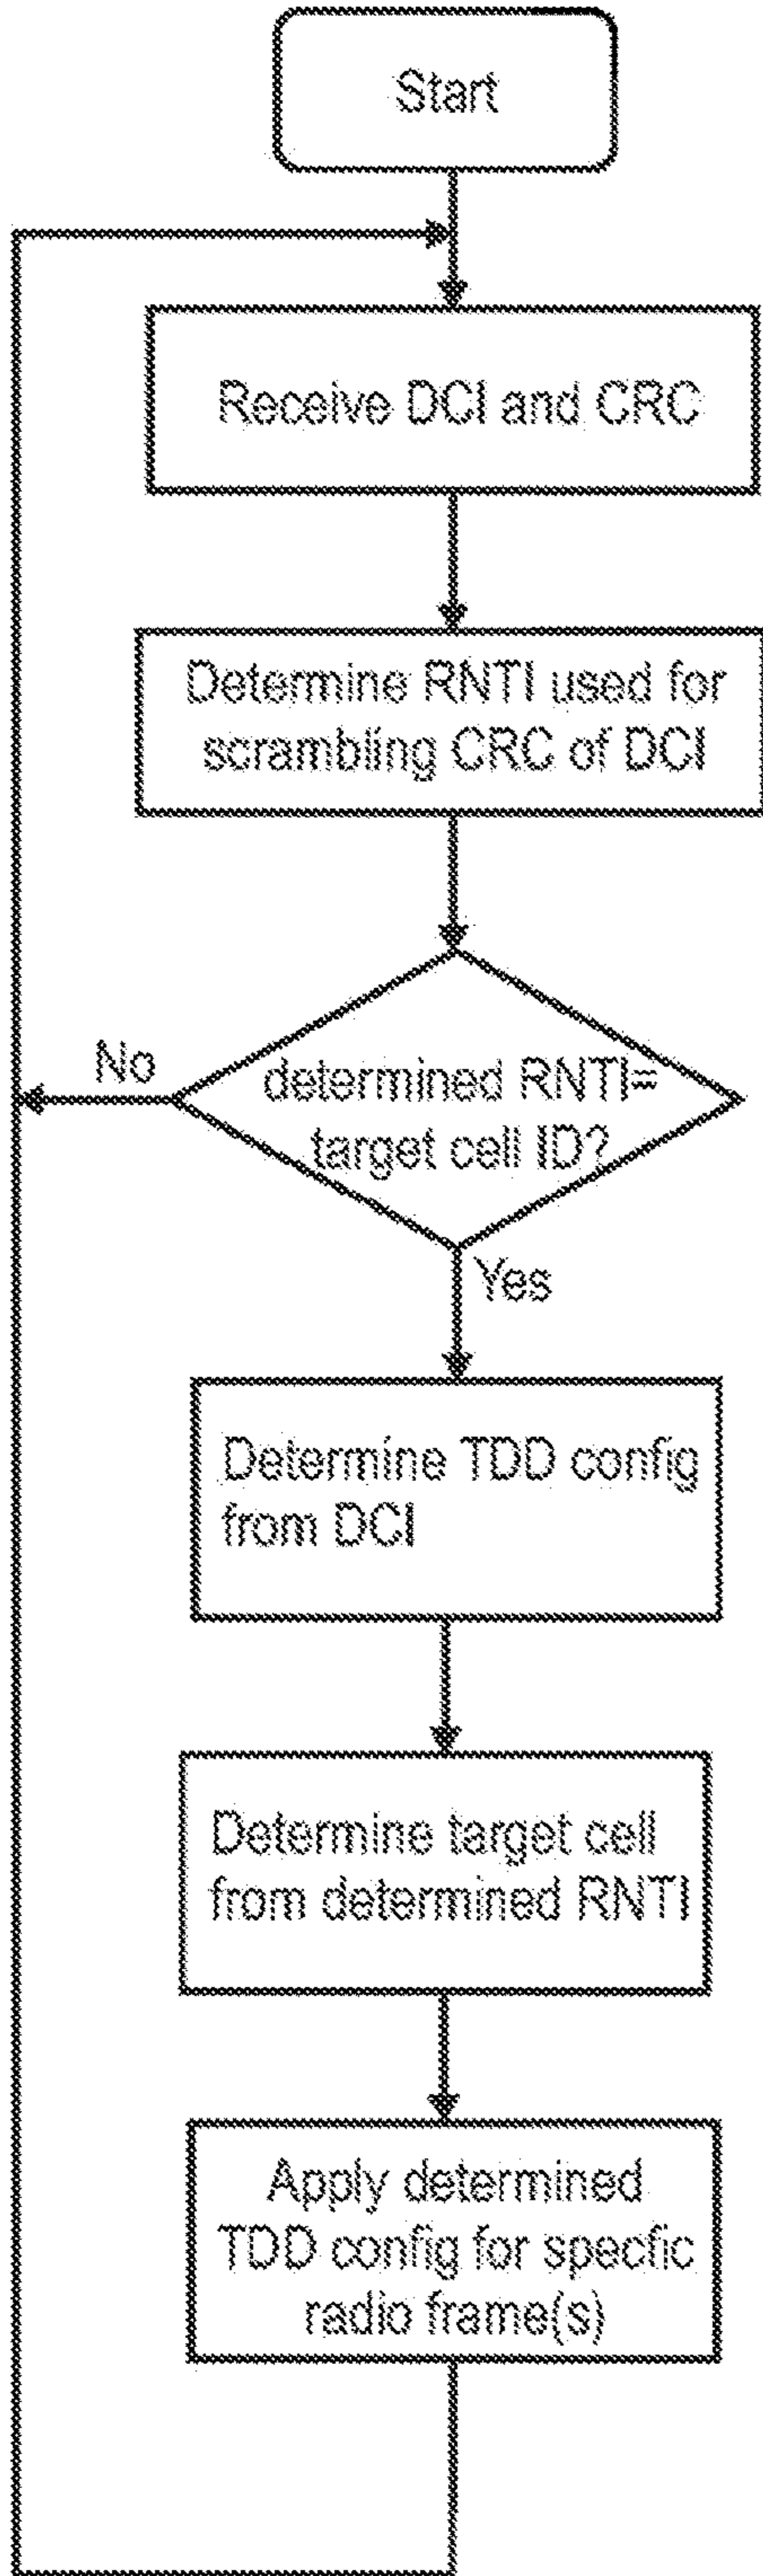 Start
Receive DCI and CRC
Determine RNTI used for
scrambling CRC of DCI
No
determined RNTI=
target cell ID?
Yes
Determine TDD config
from DCI
Determine target cell
from determined RNTI
Apply determined
TDD config for specfic
radio frame(s)